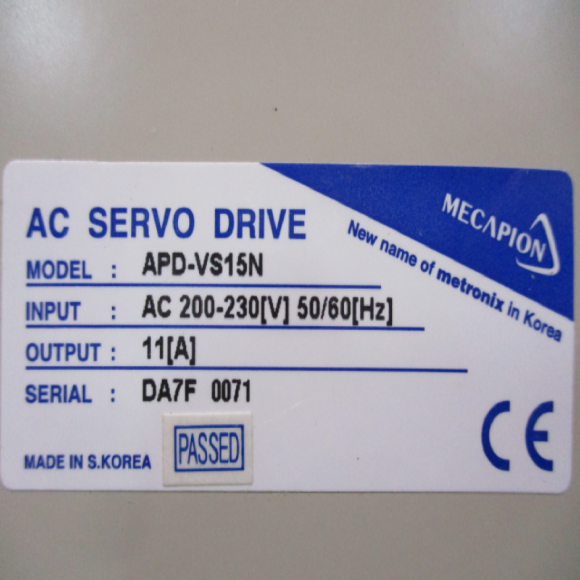 MECAPION
New name of metronix in Korea
AC SERVO DRIVE
MODEL : APD-VS15N
INPUT : AC 200-230[V] 50/60[Hz]
OUTPUT : 11[A]
SERIAL : DA7F 0071
MADE IN S.KOREA
PASSED
CE